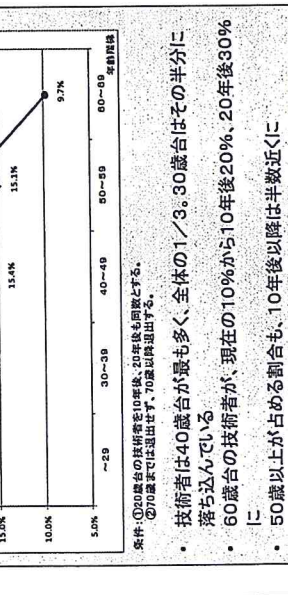 15.0%
10.0%
5.0%
15.4%
15.1%
9.7%
~29
30~39
40~49
50~59
60~69
年齢階梯
条件:①20歳台の技術者を10年後、20年後も同数とする。
②70歳までは退出せず、70歳以降退出する。
• 技術者は40歳台が最も多く、全体の1/3。30歳台はその半分に
落ち込んでいる
• 60歳台の技術者が、現在の10%から10年後20%、20年後30%
に
• 50歳以上が占める割合も、10年後以降は半数近くに